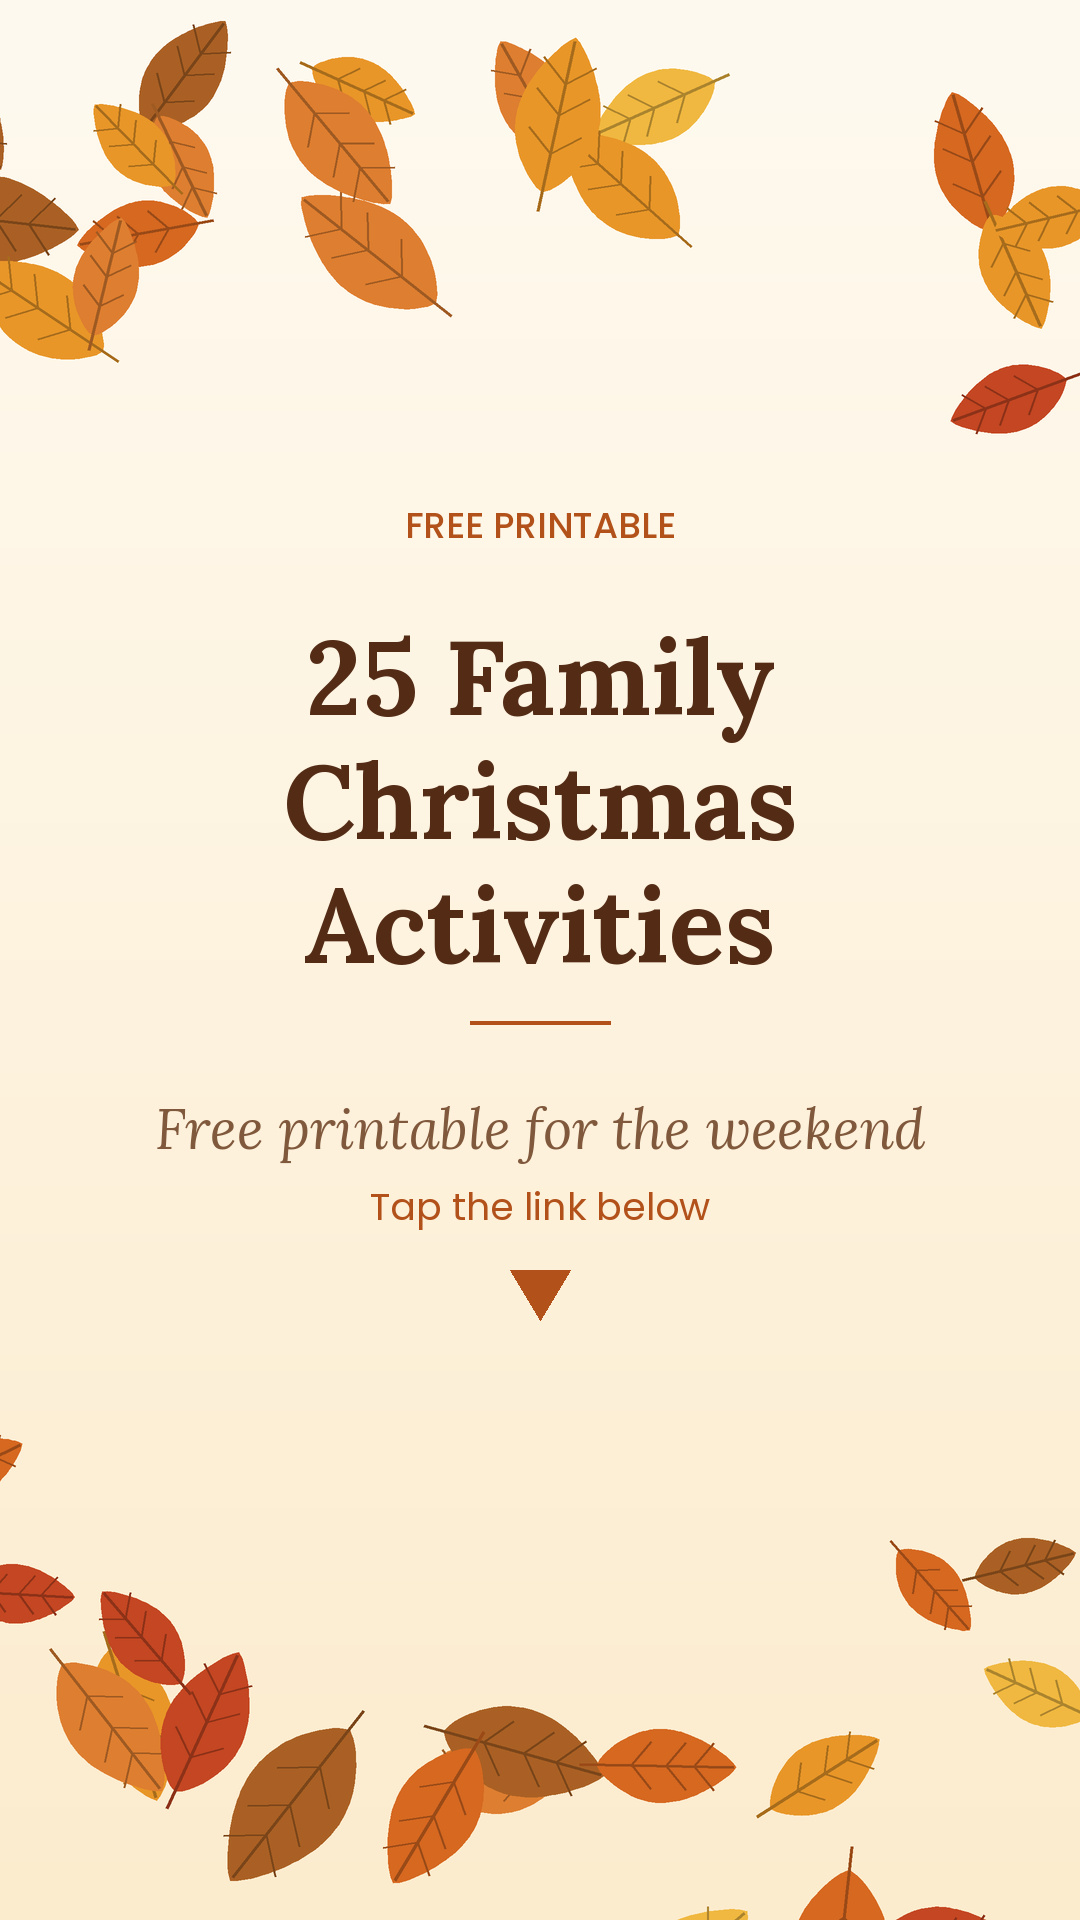 FREE PRINTABLE
25 Family
Christmas
Activities
Free printable for the weekend
Tap the link below